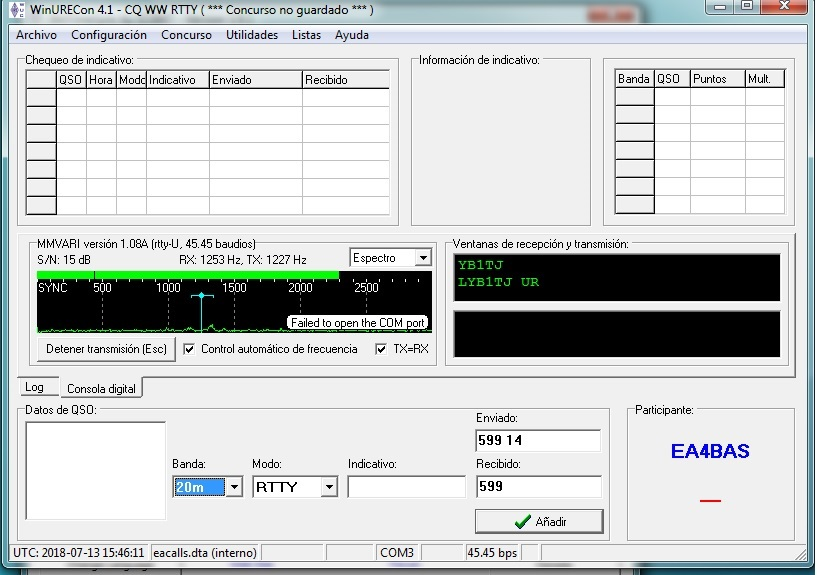 WinURECon 4.1 - CQ WW RTTY ( *** Concurso no guardado *** )
Archivo Configuración Concurso Utilidades Listas Ayuda
Chequeo de indicativo:
QSO Hora Modo Indicativo Enviado Recibido
Información de indicativo:
Banda QSO Puntos Mult.
MMVARI versión 1.08A (rtty-U, 45.45 baudios)
S/N: 15 dB RX: 1253 Hz, TX: 1227 Hz Espectro
SYNC 500 1000 1500 2000 2500
Failed to open the COM port
Detener transmisión (Esc) Control automático de frecuencia TX=RX
Ventanas de recepción y transmisión:
YB1TJ
LYB1TJ UR
Log Consola digital
Datos de QSO:
Banda: Modo: Indicativo:
20m RTTY
Enviado:
599 14
Recibido:
599
Añadir
Participante:
EA4BAS
UTC: 2018-07-13 15:46:11 eacalls.dta (interno) COM3 45.45 bps